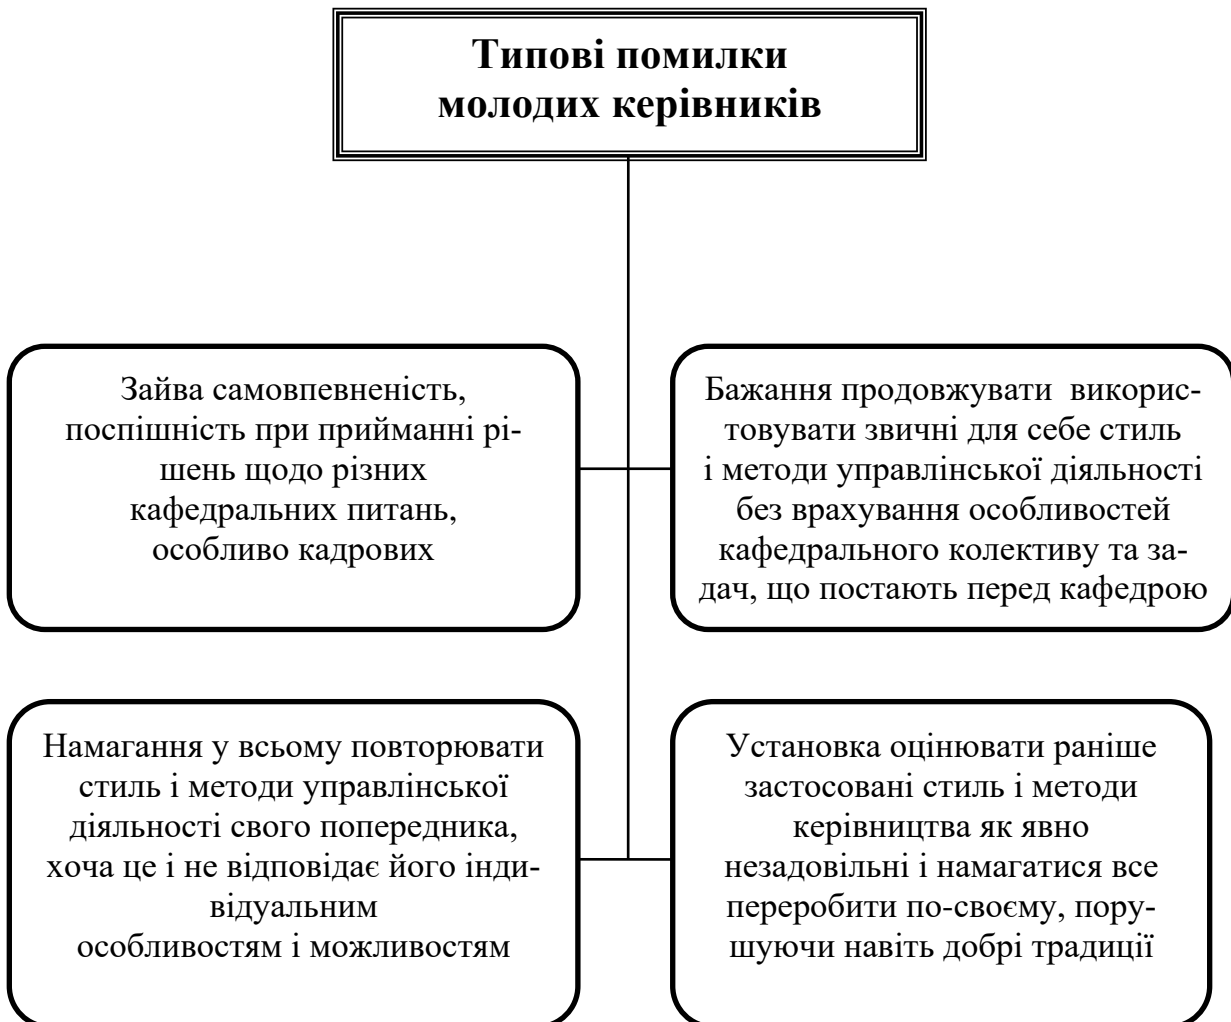 Типові помилки
молодих керівників
Зайва самовпевненість,
поспішність при прийманні рі-
шень щодо різних
кафедральних питань,
особливо кадрових
Бажання продовжувати викорис-
товувати звичні для себе стиль
і методи управлінської діяльності
без врахування особливостей
кафедрального колективу та за-
дач, що постають перед кафедрою
Намагання у всьому повторювати
стиль і методи управлінської
діяльності свого попередника,
хоча це і не відповідає його інди-
відуальним
особливостям і можливостям
Установка оцінювати раніше
застосовані стиль і методи
керівництва як явно
незадовільні і намагатися все
переробити по-своєму, пору-
шуючи навіть добрі традиції